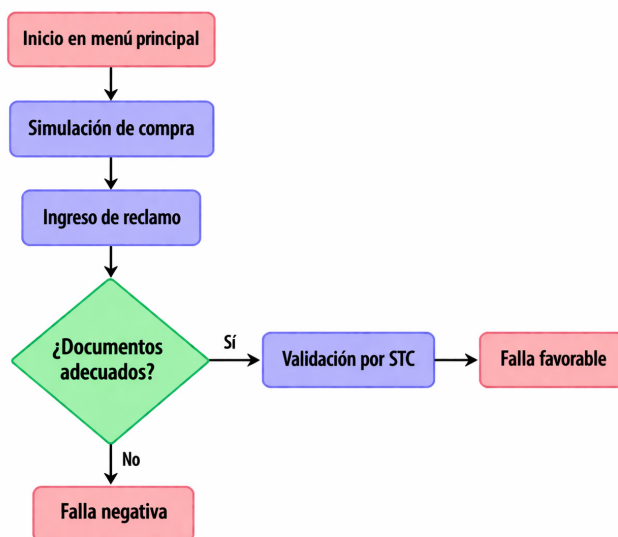 Inicio en menú principal
Simulación de compra
Ingreso de reclamo
¿Documentos
adecuados?
Sí
Validación por STC
Falla favorable
No
Falla negativa